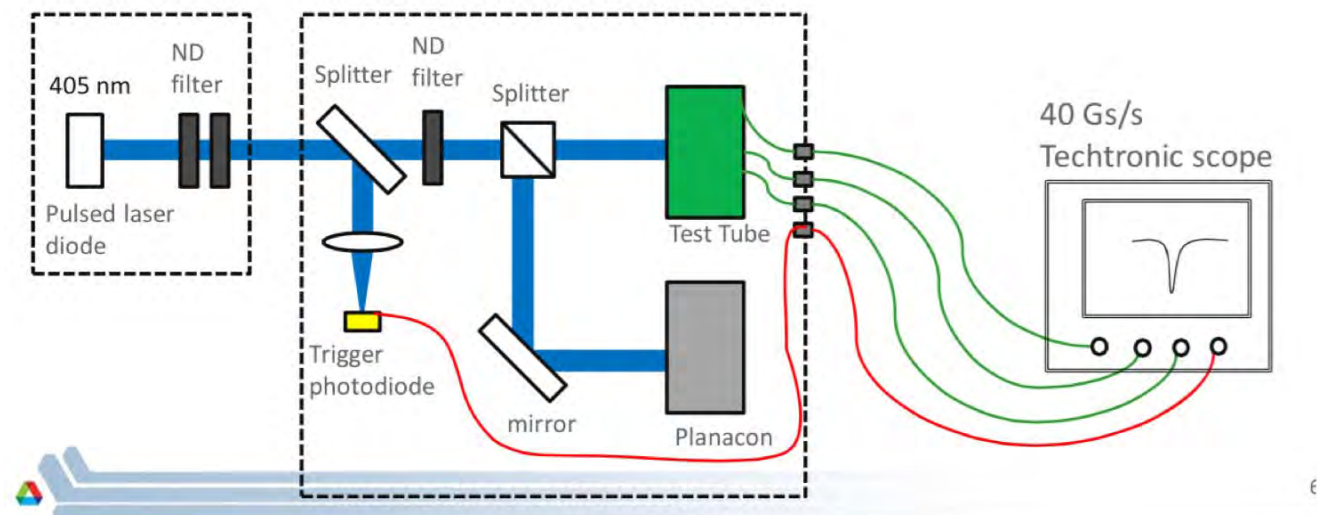 405 nm
ND
filter
Pulsed laser
diode
Splitter
ND
filter
Splitter
Trigger
photodiode
mirror
Test Tube
Planacon
40 Gs/s
Techtronic scope